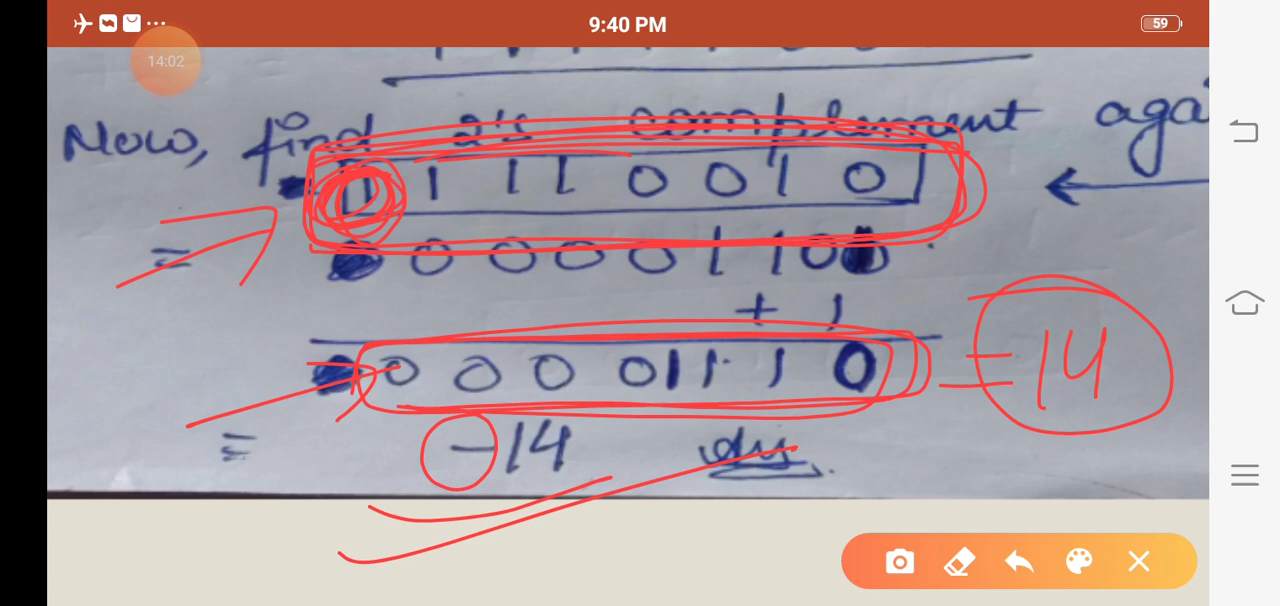 9:40 PM
59
14:02
Now, find 2's complement aga
1 1 1 1 0 0 1 0
= 0 0 0 0 1 1 0 1
+ 1
0 0 0 0 1 1 1 0 = -14
= -14 Ans.